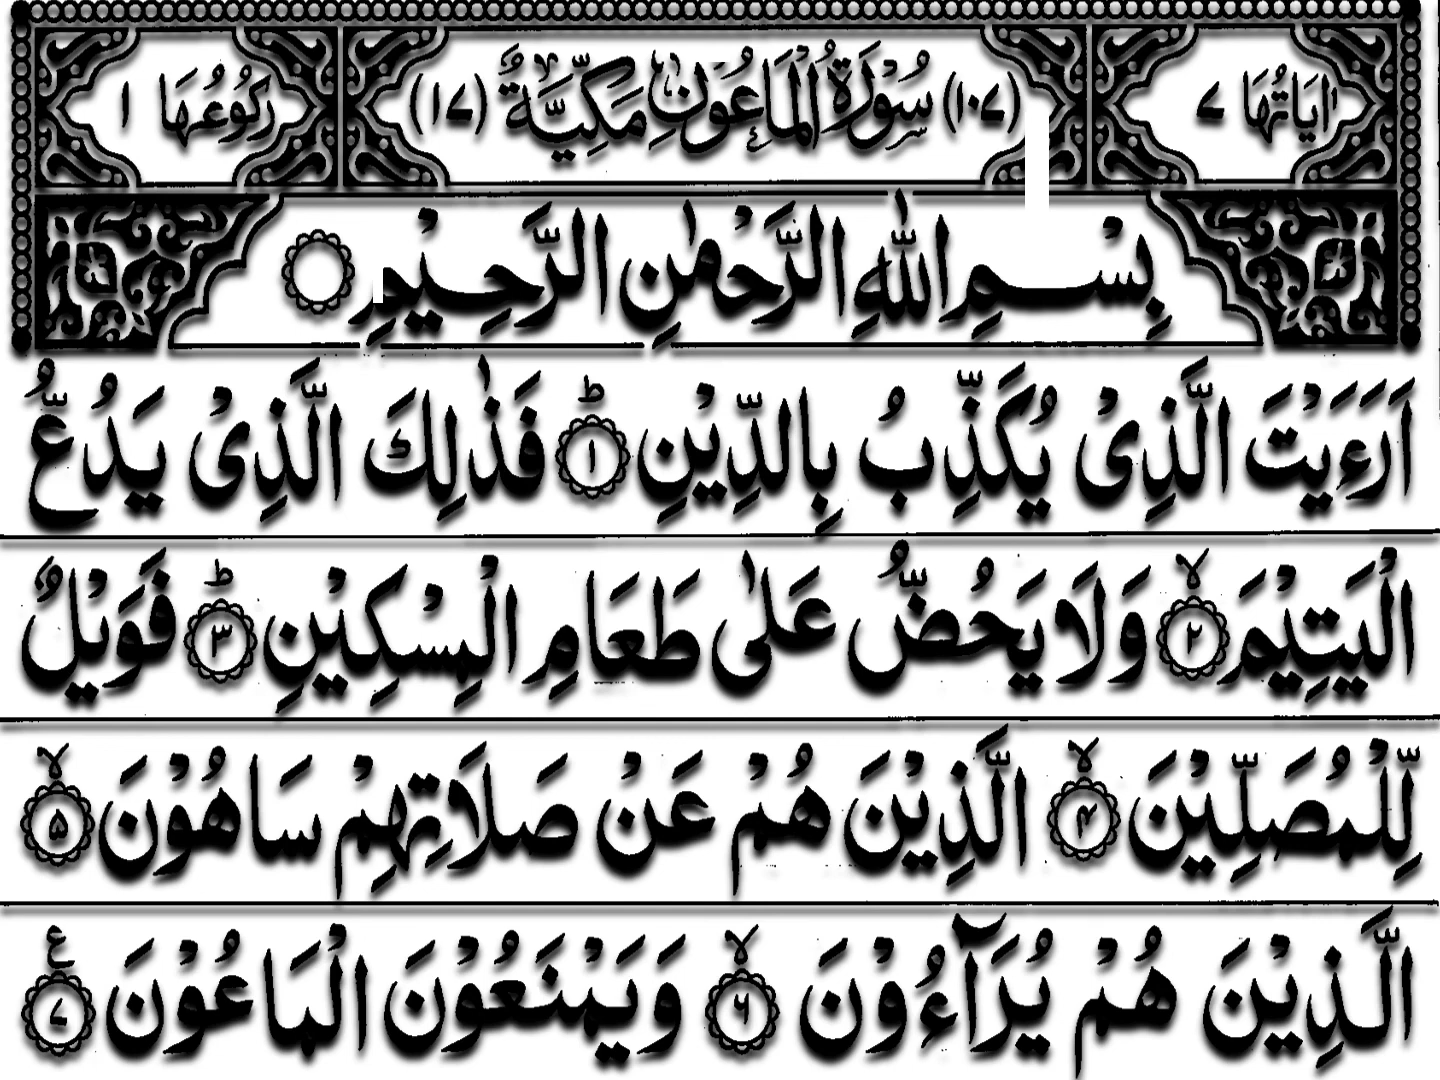 اٰيَاتُهَا ۷ (۱۰۷) سُوْرَةُ الْمَاعُوْنِ مَكِّيَّةٌ (۱۷) رُكُوْعُهَا ۱
بِسْمِ اللّٰهِ الرَّحْمٰنِ الرَّحِيْمِ
اَرَءَيْتَ الَّذِىْ يُكَذِّبُ بِالدِّيْنِ ؕ‏ ﴿۱﴾ فَذٰلِكَ الَّذِىْ يَدُعُّ
الْيَتِيْمَ ۙ‏ ﴿۲﴾ وَلَا يَحُضُّ عَلٰى طَعَامِ الْمِسْكِيْنِ ؕ‏ ﴿۳﴾ فَوَيْلٌ
لِّلْمُصَلِّيْنَ ۙ‏ ﴿۴﴾ الَّذِيْنَ هُمْ عَنْ صَلَاتِهِمْ سَاهُوْنَ ۙ‏ ﴿۵﴾
الَّذِيْنَ هُمْ يُرَآءُوْنَ ۙ‏ ﴿۶﴾ وَيَمْنَعُوْنَ الْمَاعُوْنَ ﴿۷﴾ ع